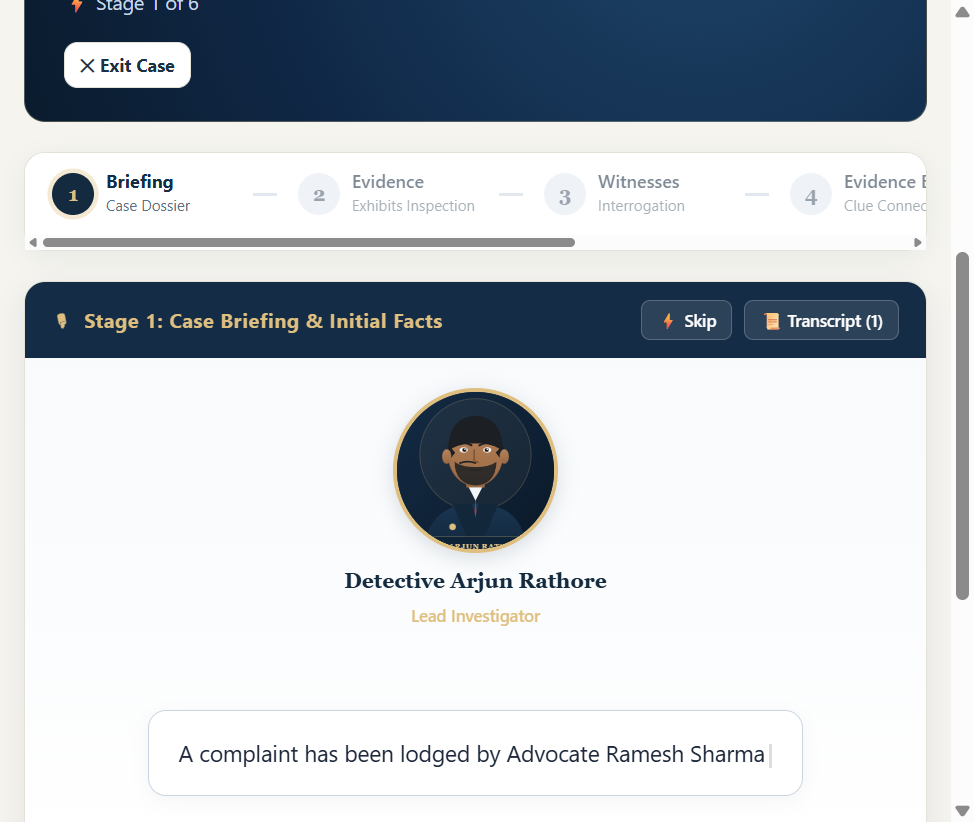 Stage 1 of 6
Exit Case
1
Briefing
Case Dossier
2
Evidence
Exhibits Inspection
3
Witnesses
Interrogation
4
Evidence
Clue
Stage 1: Case Briefing & Initial Facts
Skip
Transcript (1)
Detective Arjun Rathore
Lead Investigator
A complaint has been lodged by Advocate Ramesh Sharma